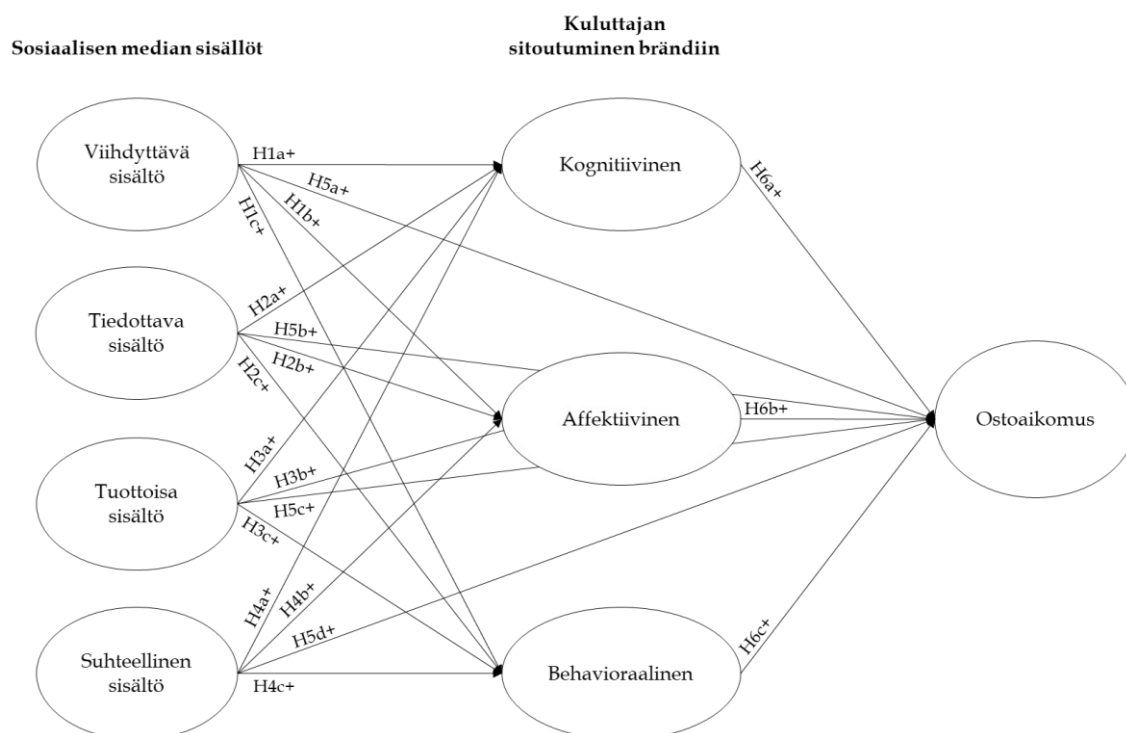 Sosiaalisen median sisällöt
Kuluttajan
sitoutuminen brändiin
Viihdyttävä
sisältö
Tiedottava
sisältö
Tuottoisa
sisältö
Suhteellinen
sisältö
H1a+
H5a+
H1b+
H1c+
H2a+
H5b+
H2b+
H2c+
H3a+
H3b+
H5c+
H3c+
H4a+
H4b+
H5d+
H4c+
Kognitiivinen
Affektiivinen
Behavioraalinen
H6a+
H6b+
H6c+
Ostoaikomus